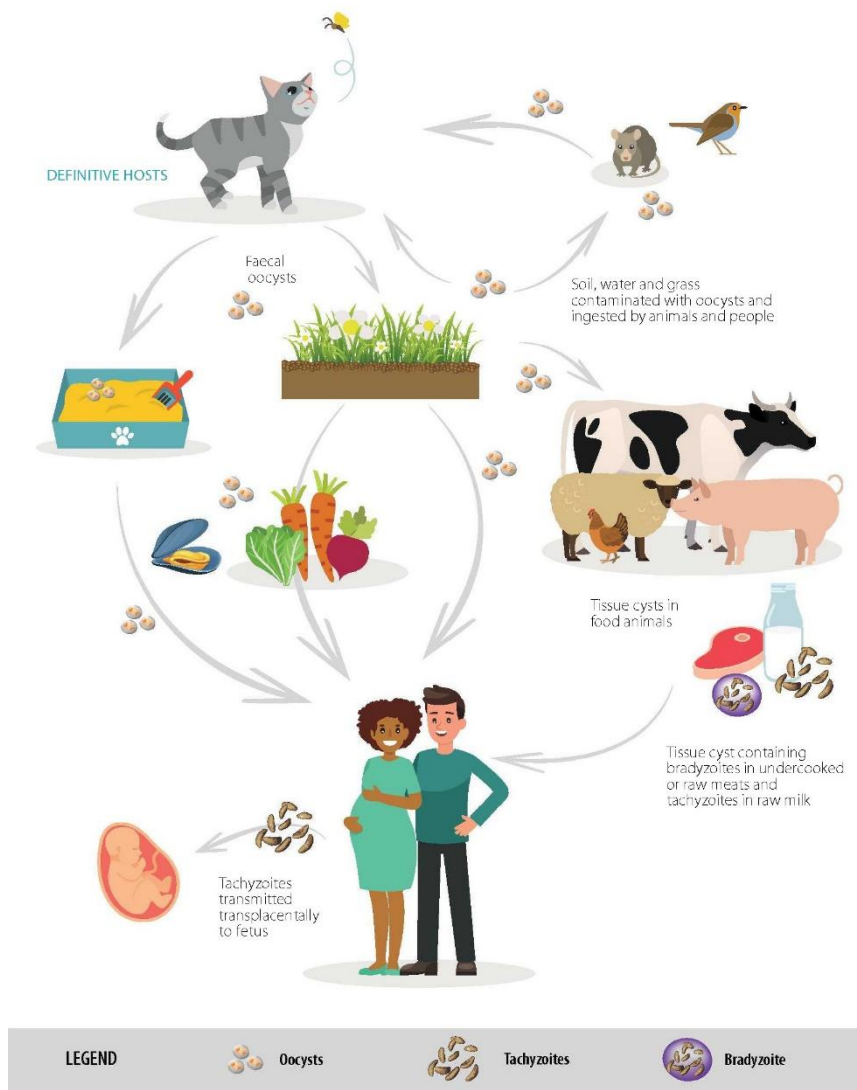 DEFINITIVE HOSTS
Faecal
oocysts
Soil, water and grass
contaminated with oocysts and
ingested by animals and people
Tissue cysts in
food animals
Tissue cyst containing
bradyzoites in undercooked
or raw meats and
tachyzoites in raw milk
Tachyzoites
transmitted
transplacentally
to fetus
LEGEND
Oocysts
Tachyzoites
Bradyzoite